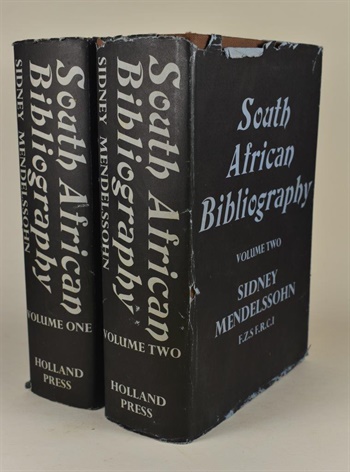 South African
Bibliography
SIDNEY MENDELSSOHN
VOLUME ONE
HOLLAND
PRESS
South African
Bibliography
SIDNEY MENDELSSOHN
VOLUME TWO
HOLLAND
PRESS
South
African
Bibliography
VOLUME TWO
SIDNEY
MENDELSSOHN
F.Z.S F.R.C.I